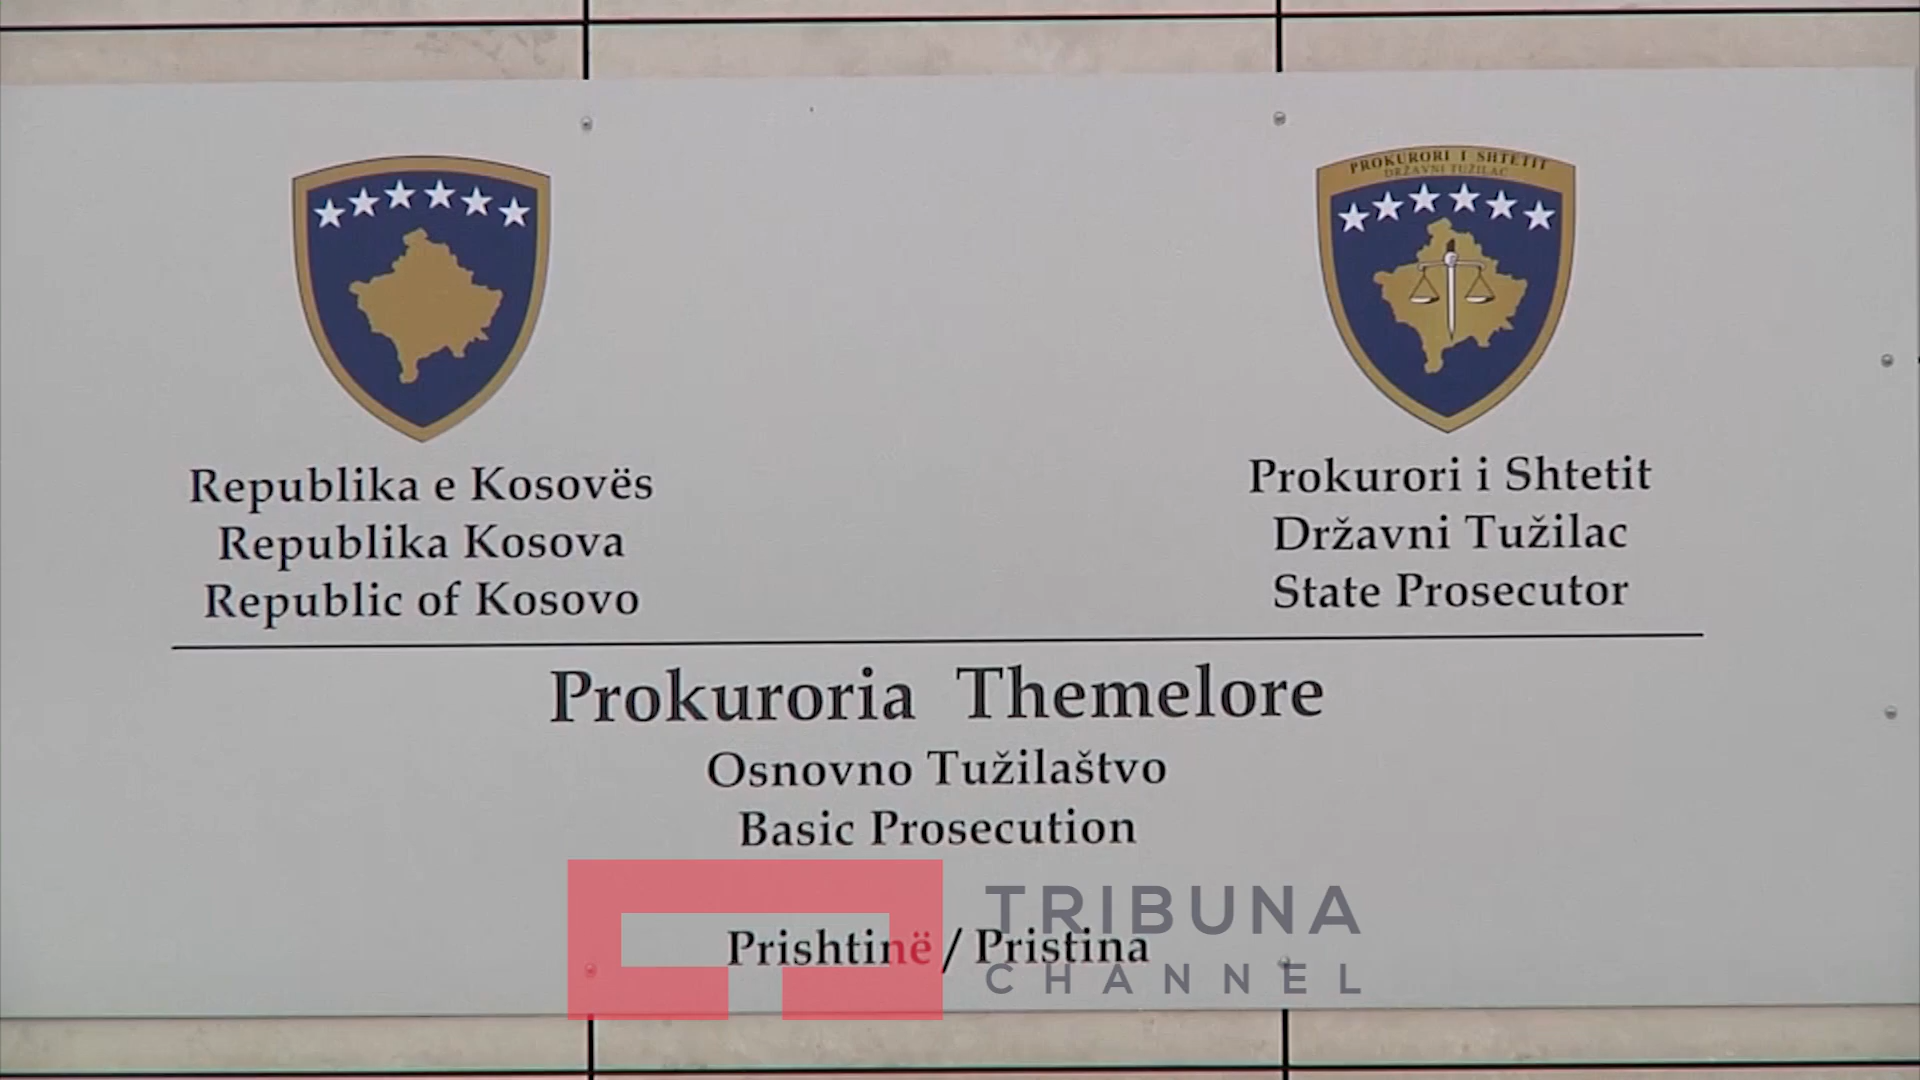 Republika e Kosovës
Republika Kosova
Republic of Kosovo
PROKURORI I SHTETIT
DRŽAVNI TUŽILAC
Prokurori i Shtetit
Državni Tužilac
State Prosecutor
Prokuroria Themelore
Osnovno Tužilaštvo
Basic Prosecution
Prishtinë / Pristina
TRIBUNA
CHANNEL